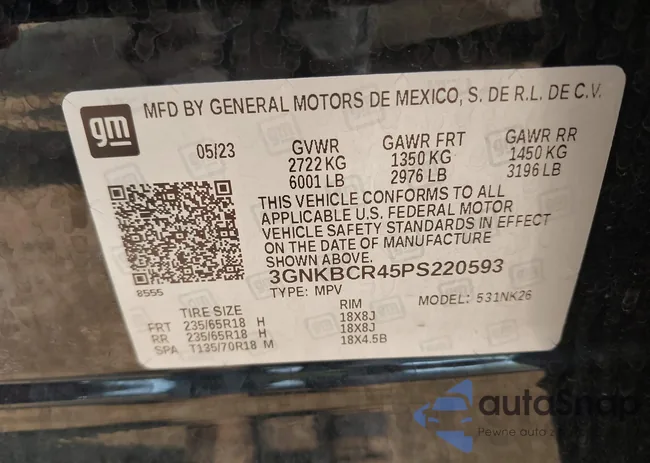 gm
MFD BY GENERAL MOTORS DE MEXICO, S. DE R.L. DE C.V.
05/23 GVWR GAWR FRT GAWR RR
2722 KG 1350 KG 1450 KG
6001 LB 2976 LB 3196 LB
THIS VEHICLE CONFORMS TO ALL
APPLICABLE U.S. FEDERAL MOTOR
VEHICLE SAFETY STANDARDS IN EFFECT
ON THE DATE OF MANUFACTURE
SHOWN ABOVE.
3GNKBCR45PS220593
8555
TYPE: MPV MODEL: 531NK26
TIRE SIZE RIM
FRT 235/65R18 H 18X8J
RR 235/65R18 H 18X8J
SPA T135/70R18 M 18X4.5B
autoSnap
Pewne auto z